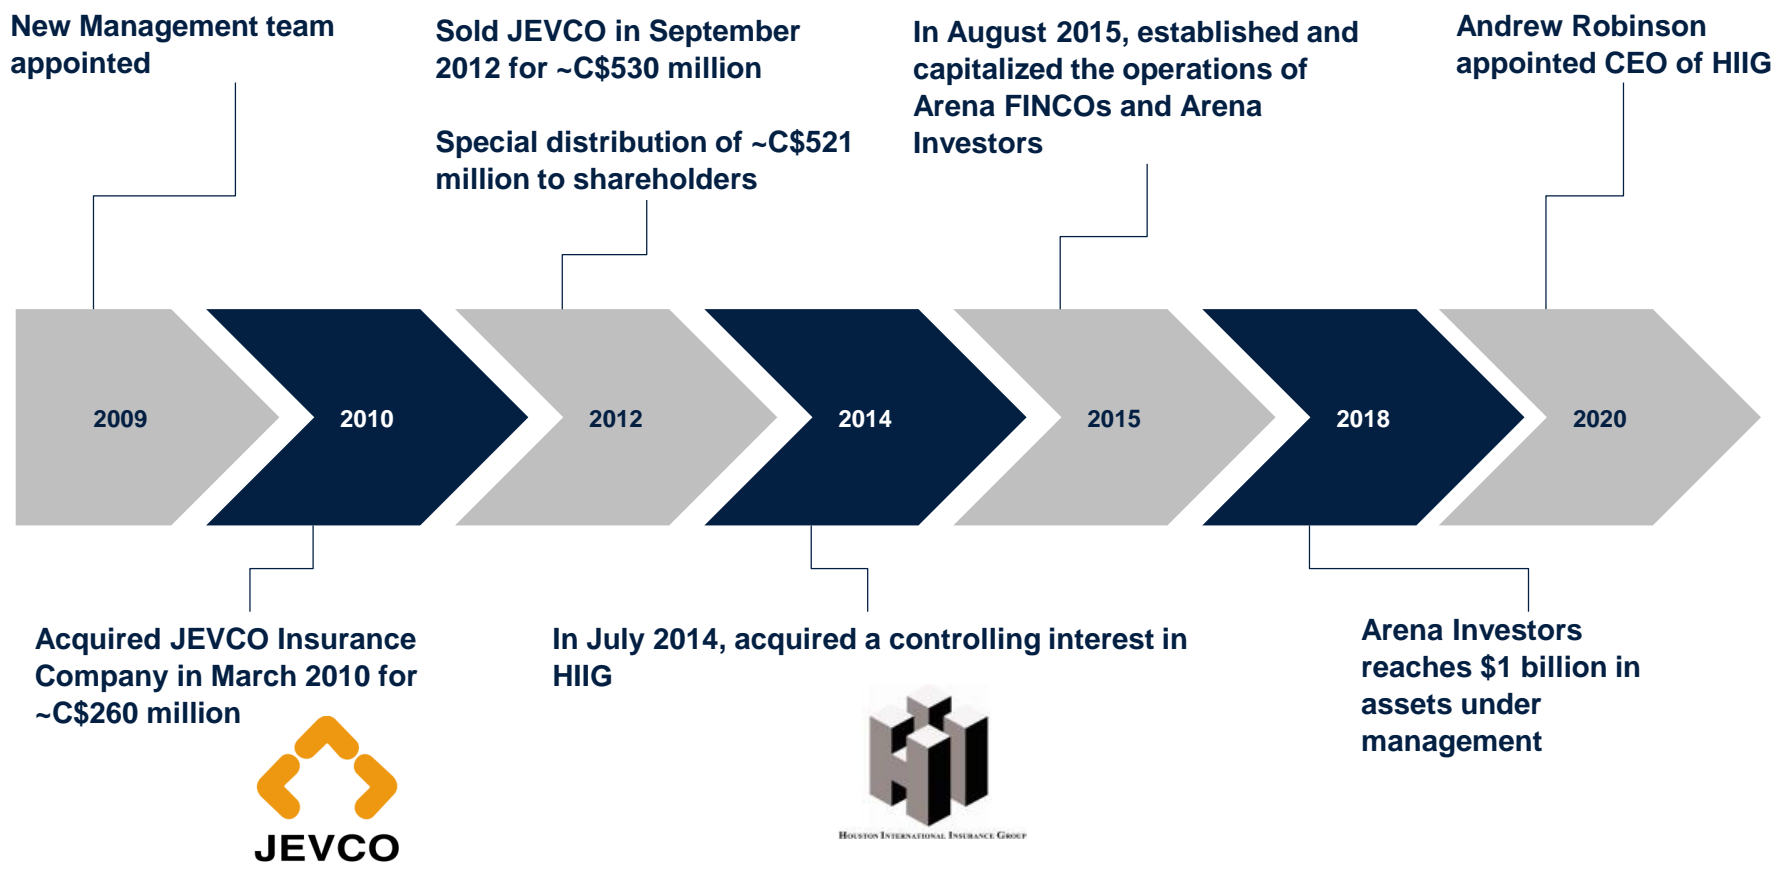 New Management team
appointed
Sold JEVCO in September
2012 for ~C$530 million
Special distribution of ~C$521
million to shareholders
In August 2015, established and
capitalized the operations of
Arena FINCOs and Arena
Investors
Andrew Robinson
appointed CEO of HIIG
2009
2010
2012
2014
2015
2018
2020
Acquired JEVCO Insurance
Company in March 2010 for
~C$260 million
JEVCO
In July 2014, acquired a controlling interest in
HIIG
HOUSTON INTERNATIONAL INSURANCE GROUP
Arena Investors
reaches $1 billion in
assets under
management